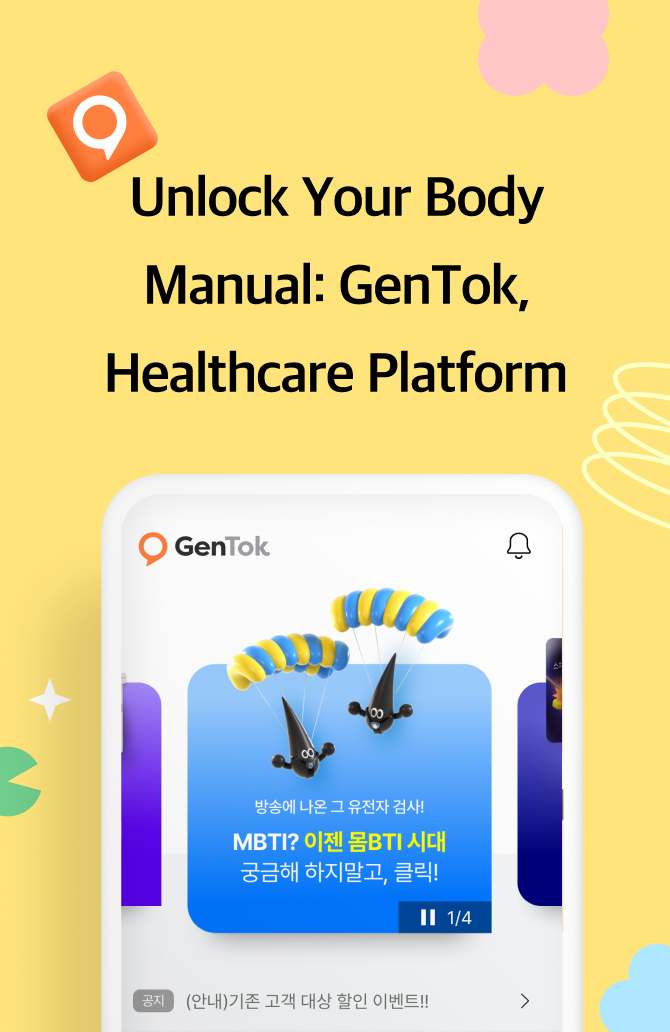 Unlock Your Body
Manual: GenTok,
Healthcare Platform
GenTok
방송에 나온 그 유전자 검사!
MBTI? 이젠 몸BTI 시대
궁금해 하지말고, 클릭!
1/4
공지 (안내)기존 고객 대상 할인 이벤트!!